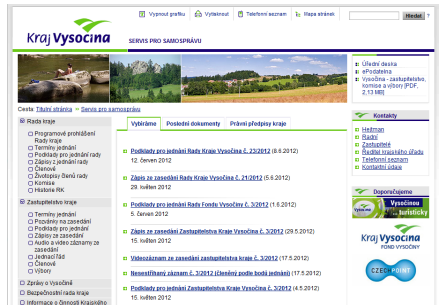 Vypnout grafiku
Vytisknout
Telefonní seznam
Mapa stránek
Hledat
?
Kraj Vysočina
SERVIS PRO SAMOSPRÁVU
Úřední deska
ePodatelna
Vysočina - zastupitelstvo, komise a výbory [PDF, 2,13 MB]
Cesta: Titulní stránka » Servis pro samosprávu
Rada kraje
Programové prohlášení Rady kraje
Termíny jednání
Podklady pro jednání rady
Zápisy z jednání rady
Členové
Životopisy členů rady
Komise
Historie RK
Zastupitelstvo kraje
Termíny jednání
Pozvánky na zasedání
Podklady pro jednání
Zápisy ze zasedání
Audio a video záznamy ze zasedání
Jednací řád
Členové
Výbory
Zprávy o Vysočině
Bezpečnostní rada kraje
Informace o činnosti Krajského
Vybíráme
Poslední dokumenty
Právní předpisy kraje
Podklady pro jednání Rady Kraje Vysočina č. 23/2012 (8.6.2012)
12. červen 2012
Zápis ze zasedání Rady Kraje Vysočina č. 21/2012 (5.6.2012)
29. květen 2012
Podklady pro jednání Rady Fondu Vysočiny č. 3/2012 (1.6.2012)
5. červen 2012
Zápis ze zasedání Zastupitelstva Kraje Vysočina č. 3/2012 (29.5.2012)
15. květen 2012
Videozáznam ze zasedání zastupitelstva kraje č. 3/2012 (17.5.2012)
Nesestříhaný záznam č. 3/2012 (členěný podle bodů jednání) (17.5.2012)
Podklady pro zasedání Zastupitelstva Kraje Vysočina č. 3/2012 (4.5.2012)
15. květen 2012
Kontakty
Hejtman
Radní
Zastupitelé
Ředitel krajského úřadu
Telefonní seznam
Kontaktní údaje
Doporučujeme
Vysočinou
turisticky
Kraj Vysočina
FOND VYSOČINY
CZECH POINT